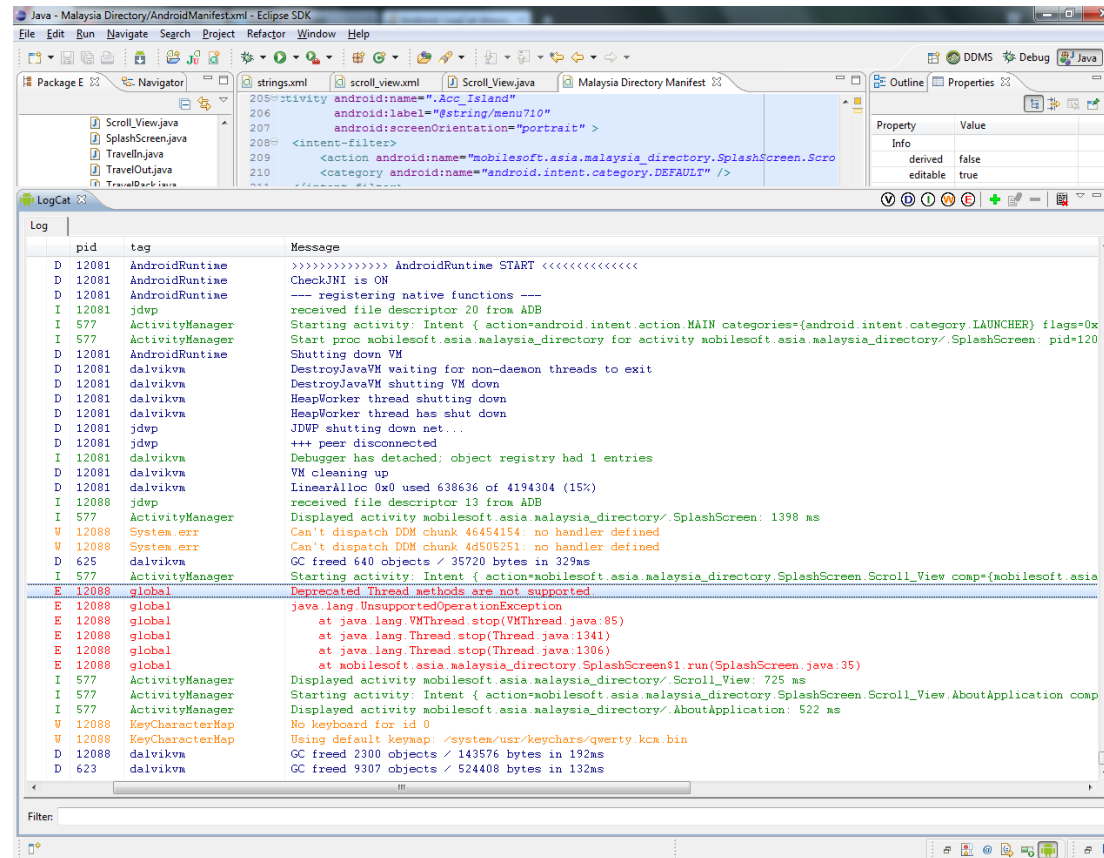 Java - Malaysia Directory/AndroidManifest.xml - Eclipse SDK
File Edit Run Navigate Search Project Refactor Window Help
DDMS Debug Java
Package E Navigator strings.xml scroll_view.xml Scroll_View.java Malaysia Directory Manifest Outline Properties
205 ctivity android:name=".Acc_Island"
206 android:label="@string/menu710"
207 android:screenOrientation="portrait" >
208 <intent-filter>
209 <action android:name="mobilesoft.asia.malaysia_directory.SplashScreen.Scro
210 <category android:name="android.intent.category.DEFAULT" />
211 </intent-filter>
Scroll_View.java
SplashScreen.java
TravelIn.java
TravelOut.java
TravelPack.java
Property Value
Info
derived false
editable true
LogCat
V D I W E
Log
pid tag Message
D 12081 AndroidRuntime >>>>>>>>>>>>>> AndroidRuntime START <<<<<<<<<<<<<<
D 12081 AndroidRuntime CheckJNI is ON
D 12081 AndroidRuntime --- registering native functions ---
I 12081 jdwp received file descriptor 20 from ADB
I 577 ActivityManager Starting activity: Intent { action=android.intent.action.MAIN categories={android.intent.category.LAUNCHER} flags=0x
I 577 ActivityManager Start proc mobilesoft.asia.malaysia_directory for activity mobilesoft.asia.malaysia_directory/.SplashScreen: pid=120
D 12081 AndroidRuntime Shutting down VM
D 12081 dalvikvm DestroyJavaVM waiting for non-daemon threads to exit
D 12081 dalvikvm DestroyJavaVM shutting VM down
D 12081 dalvikvm HeapWorker thread shutting down
D 12081 dalvikvm HeapWorker thread has shut down
D 12081 jdwp JDWP shutting down net...
D 12081 jdwp +++ peer disconnected
I 12081 dalvikvm Debugger has detached; object registry had 1 entries
D 12081 dalvikvm VM cleaning up
D 12081 dalvikvm LinearAlloc 0x0 used 638636 of 4194304 (15%)
I 12088 jdwp received file descriptor 13 from ADB
I 577 ActivityManager Displayed activity mobilesoft.asia.malaysia_directory/.SplashScreen: 1398 ms
W 12088 System.err Can't dispatch DDM chunk 46454154: no handler defined
W 12088 System.err Can't dispatch DDM chunk 4d505251: no handler defined
D 625 dalvikvm GC freed 640 objects / 35720 bytes in 329ms
I 577 ActivityManager Starting activity: Intent { action=mobilesoft.asia.malaysia_directory.SplashScreen.Scroll_View comp={mobilesoft.asia
E 12088 global Deprecated Thread methods are not supported.
E 12088 global java.lang.UnsupportedOperationException
E 12088 global at java.lang.VMThread.stop(VMThread.java:85)
E 12088 global at java.lang.Thread.stop(Thread.java:1341)
E 12088 global at java.lang.Thread.stop(Thread.java:1306)
E 12088 global at mobilesoft.asia.malaysia_directory.SplashScreen$1.run(SplashScreen.java:35)
I 577 ActivityManager Displayed activity mobilesoft.asia.malaysia_directory/.Scroll_View: 725 ms
I 577 ActivityManager Starting activity: Intent { action=mobilesoft.asia.malaysia_directory.SplashScreen.Scroll_View.AboutApplication comp
I 577 ActivityManager Displayed activity mobilesoft.asia.malaysia_directory/.AboutApplication: 522 ms
W 12088 KeyCharacterMap No keyboard for id 0
W 12088 KeyCharacterMap Using default keymap: /system/usr/keychars/qwerty.kcm.bin
D 12088 dalvikvm GC freed 2300 objects / 143576 bytes in 192ms
D 623 dalvikvm GC freed 9307 objects / 524408 bytes in 132ms
Filter: